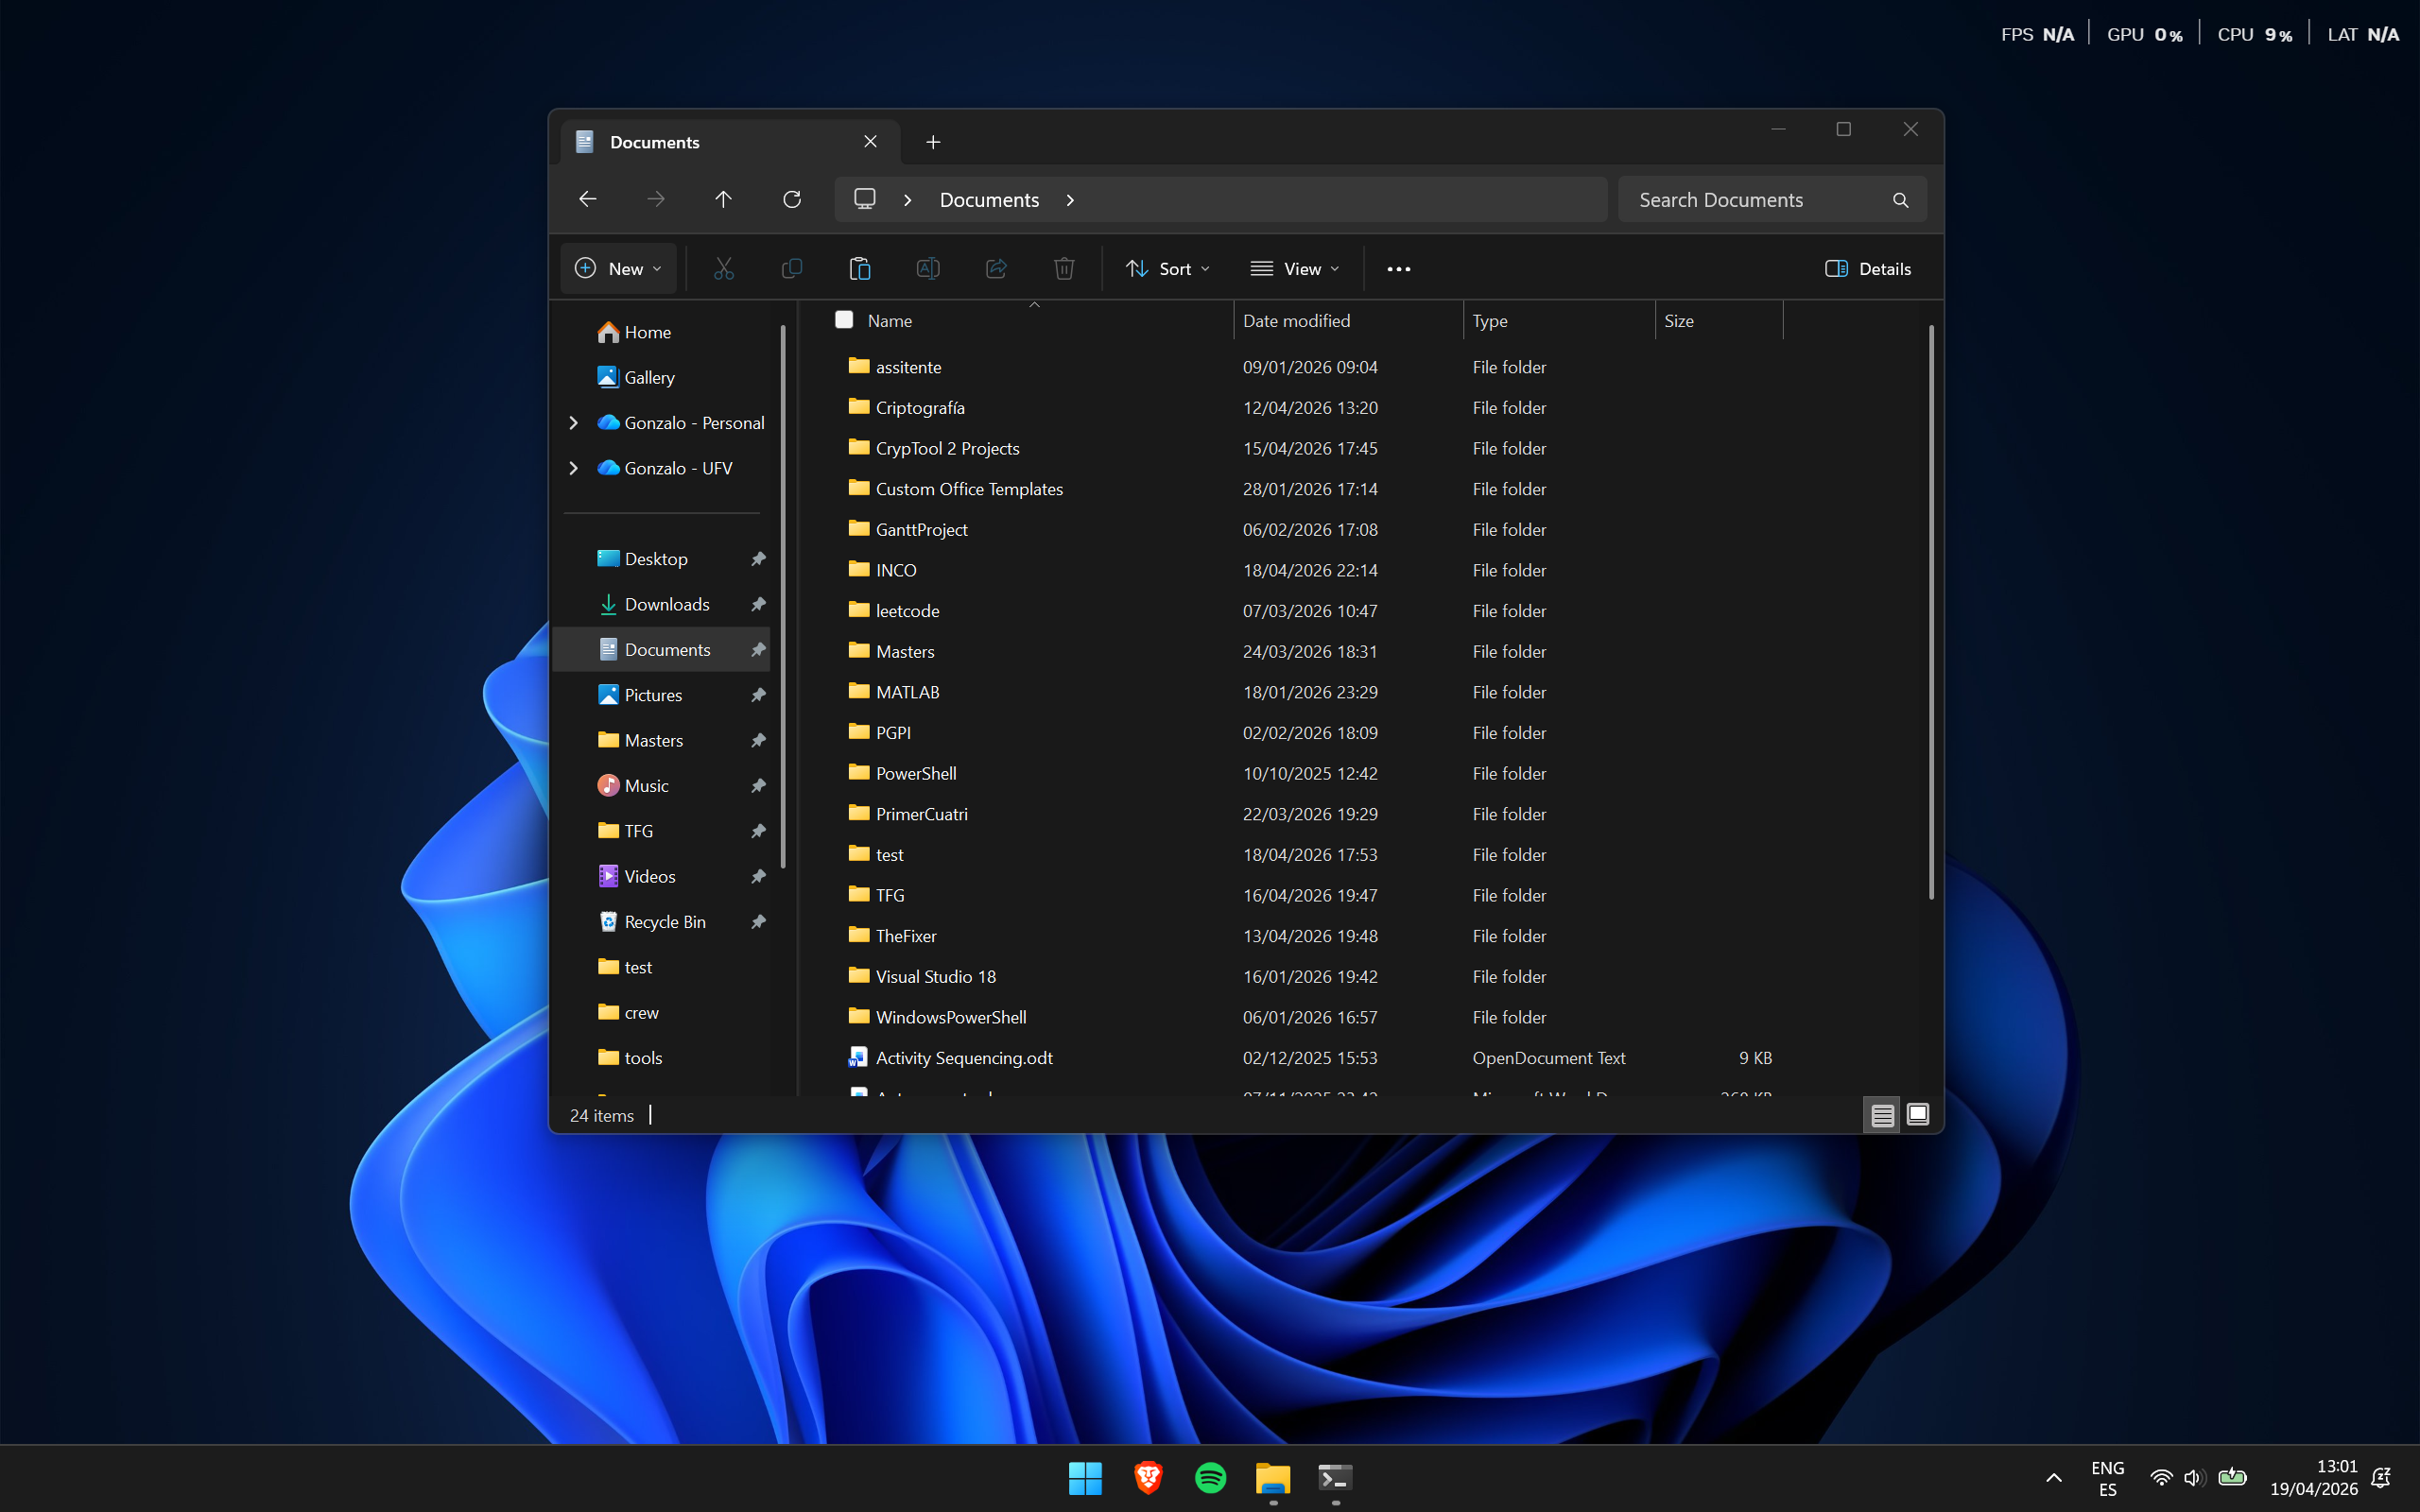 FPS N/A GPU 0% CPU 9% LAT N/A
Documents
Documents
Search Documents
New
Sort
View
Details
Name Date modified Type Size
Home
Gallery
Gonzalo - Personal
Gonzalo - UFV
Desktop
Downloads
Documents
Pictures
Masters
Music
TFG
Videos
Recycle Bin
test
crew
tools
assitente 09/01/2026 09:04 File folder
Criptografía 12/04/2026 13:20 File folder
CrypTool 2 Projects 15/04/2026 17:45 File folder
Custom Office Templates 28/01/2026 17:14 File folder
GanttProject 06/02/2026 17:08 File folder
INCO 18/04/2026 22:14 File folder
leetcode 07/03/2026 10:47 File folder
Masters 24/03/2026 18:31 File folder
MATLAB 18/01/2026 23:29 File folder
PGPI 02/02/2026 18:09 File folder
PowerShell 10/10/2025 12:42 File folder
PrimerCuatri 22/03/2026 19:29 File folder
test 18/04/2026 17:53 File folder
TFG 16/04/2026 19:47 File folder
TheFixer 13/04/2026 19:48 File folder
Visual Studio 18 16/01/2026 19:42 File folder
WindowsPowerShell 06/01/2026 16:57 File folder
Activity Sequencing.odt 02/12/2025 15:53 OpenDocument Text 9 KB
24 items
ENG
ES
13:01
19/04/2026